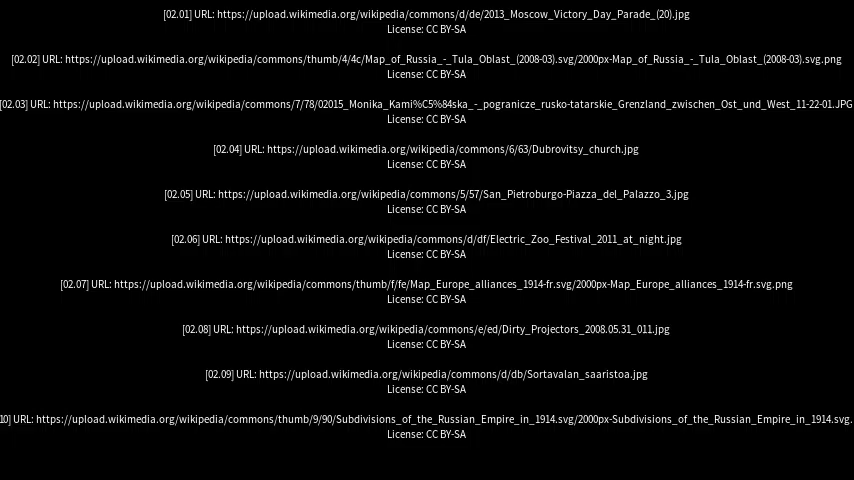 [02.01] URL: https://upload.wikimedia.org/wikipedia/commons/d/de/2013_Moscow_Victory_Day_Parade_(20).jpg
License: CC BY-SA
[02.02] URL: https://upload.wikimedia.org/wikipedia/commons/thumb/4/4c/Map_of_Russia_-_Tula_Oblast_(2008-03).svg/2000px-Map_of_Russia_-_Tula_Oblast_(2008-03).svg.png
License: CC BY-SA
[02.03] URL: https://upload.wikimedia.org/wikipedia/commons/7/78/02015_Monika_Kami%C5%84ska_-_pogranicze_rusko-tatarskie_Grenzland_zwischen_Ost_und_West_11-22-01.JPG
License: CC BY-SA
[02.04] URL: https://upload.wikimedia.org/wikipedia/commons/6/63/Dubrovitsy_church.jpg
License: CC BY-SA
[02.05] URL: https://upload.wikimedia.org/wikipedia/commons/5/57/San_Pietroburgo-Piazza_del_Palazzo_3.jpg
License: CC BY-SA
[02.06] URL: https://upload.wikimedia.org/wikipedia/commons/d/df/Electric_Zoo_Festival_2011_at_night.jpg
License: CC BY-SA
[02.07] URL: https://upload.wikimedia.org/wikipedia/commons/thumb/f/fe/Map_Europe_alliances_1914-fr.svg/2000px-Map_Europe_alliances_1914-fr.svg.png
License: CC BY-SA
[02.08] URL: https://upload.wikimedia.org/wikipedia/commons/e/ed/Dirty_Projectors_2008.05.31_011.jpg
License: CC BY-SA
[02.09] URL: https://upload.wikimedia.org/wikipedia/commons/d/db/Sortavalan_saaristoa.jpg
License: CC BY-SA
10] URL: https://upload.wikimedia.org/wikipedia/commons/thumb/9/90/Subdivisions_of_the_Russian_Empire_in_1914.svg/2000px-Subdivisions_of_the_Russian_Empire_in_1914.svg.
License: CC BY-SA